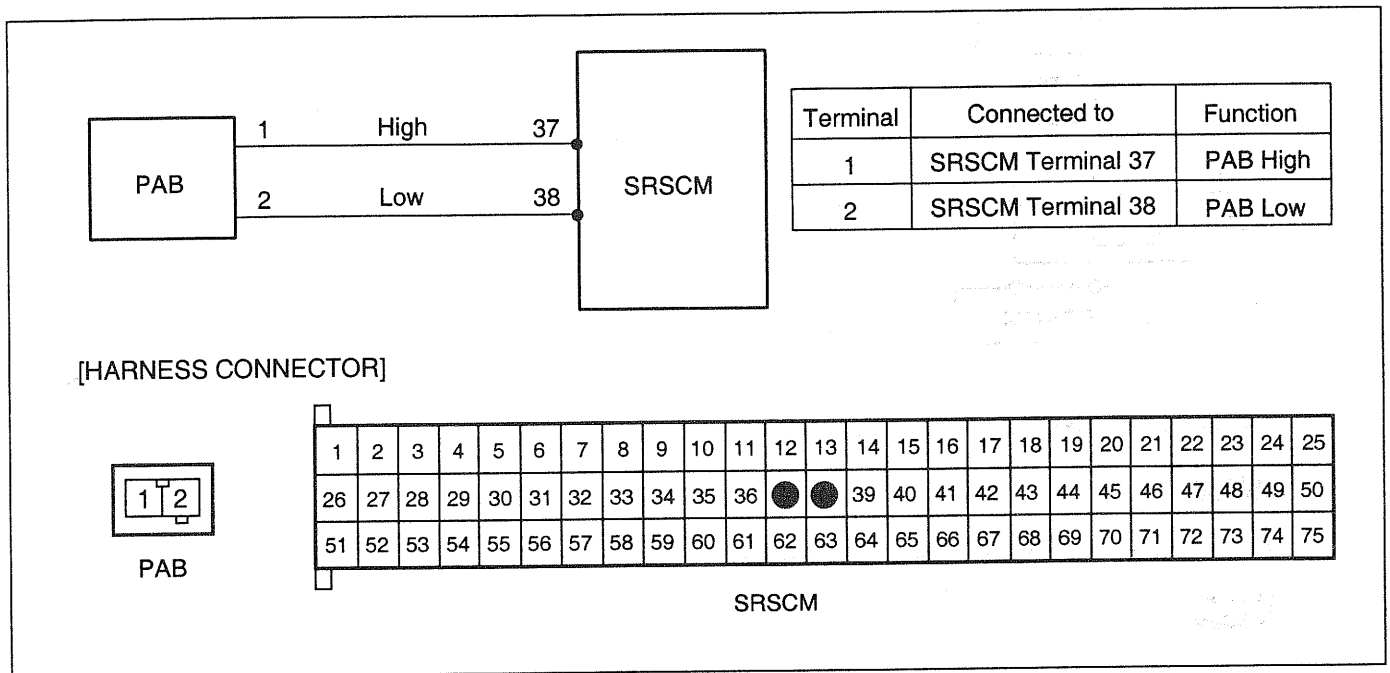 PAB
1 High 37
2 Low 38
SRSCM
Terminal Connected to Function
1 SRSCM Terminal 37 PAB High
2 SRSCM Terminal 38 PAB Low
[HARNESS CONNECTOR]
1 2
PAB
1 2 3 4 5 6 7 8 9 10 11 12 13 14 15 16 17 18 19 20 21 22 23 24 25
26 27 28 29 30 31 32 33 34 35 36 39 40 41 42 43 44 45 46 47 48 49 50
51 52 53 54 55 56 57 58 59 60 61 62 63 64 65 66 67 68 69 70 71 72 73 74 75
SRSCM